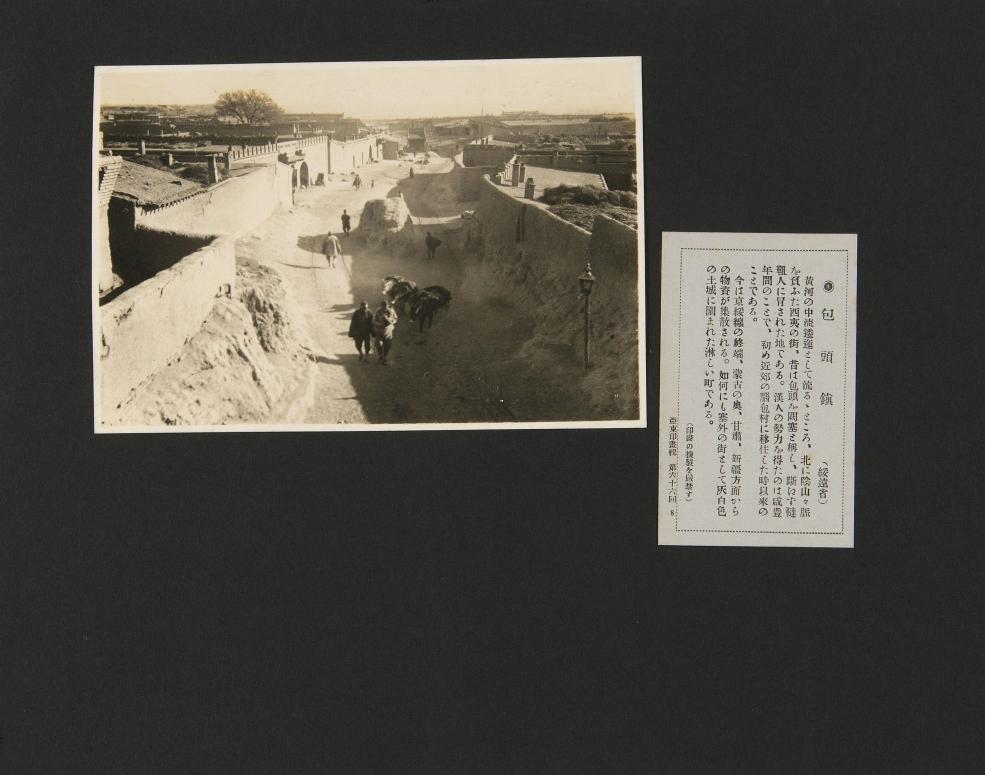 包頭鎮
(綏遠省)
黃河の中流邐迤として流るゝところ、北に陰山々脈
を負ふた西夷の街、昔は包頭を閉塞と稱し、斷えず韃
靼人に冒された地である。漢人の勢力を得たのは咸豊
年間のことで、初め近郊の腦包村に移住した時以來の
ことである。
今は京綏線の終端、蒙古の奧、甘肅、新疆方面から
の物資が集散される。如何にも塞外の街として灰白色
の土城に圍まれた淋しい町である。
(印畫の複製を嚴禁す)
亞東印畫輯 第六十六回 8